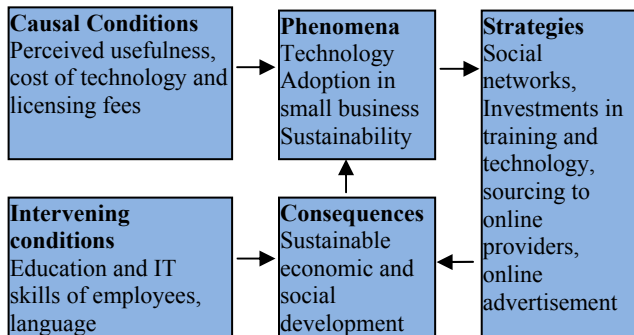 Causal Conditions
Perceived usefulness,
cost of technology and
licensing fees
Phenomena
Technology
Adoption in
small business
Sustainability
Strategies
Social
networks,
Investments in
training and
technology,
sourcing to
online
providers,
online
advertisement
Intervening
conditions
Education and IT
skills of employees,
language
Consequences
Sustainable
economic and
social
development